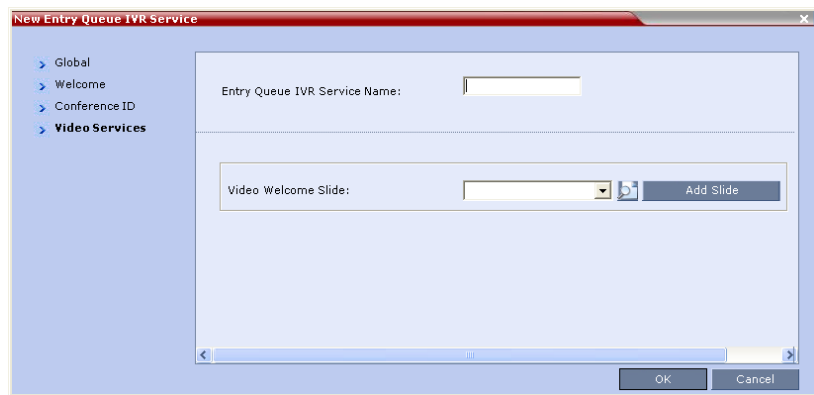 New Entry Queue IVR Service
Global
Welcome
Conference ID
Video Services
Entry Queue IVR Service Name:
Video Welcome Slide:
Add Slide
OK
Cancel